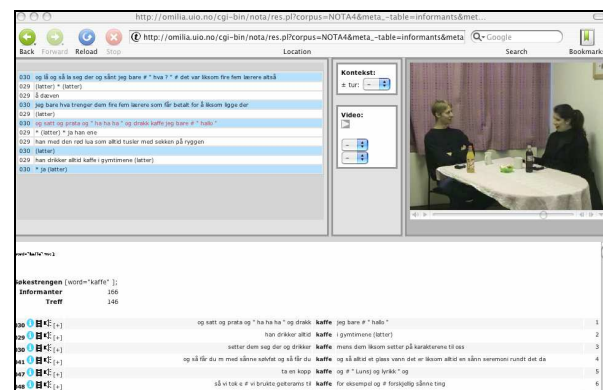 http://omilia.uio.no/cgi-bin/nota/res.pl?corpus=NOTA4&meta_-table=informants&met...
http://omilia.uio.no/cgi-bin/nota/res.pl?corpus=NOTA4&meta_-table=informants&meta
Google
Back Forward Reload Stop Location Search Bookmark
030 og lå og så la seg der og sånt jeg bare # " hva ? " # det var liksom fire fem lærere altså
029 (latter) * (latter)
029 å dæven
030 jeg bare hva trenger dem fire fem lærere som får betalt for å liksom ligge der
029 (latter)
030 og satt og prata og " ha ha ha " og drakk kaffe jeg bare # " hallo "
029 * (latter) * ja han ene
029 han med den rød lua som alltid tusler med sekken på ryggen
030 (latter)
029 han drikker alltid kaffe i gymtimene (latter)
030 * ja (latter)
Kontekst:
± tur: -
Video:
-
-
søkestrengen [word="kaffe" ];
Informanter 166
Treff 146
030 [+] og satt og prata og " ha ha ha " og drakk kaffe jeg bare # " hallo " 1
029 [+] han drikker alltid kaffe i gymtimene (latter) 2
030 [+] setter dem seg der og drikker kaffe mens dem liksom setter på karakterene til oss 3
041 [+] og så får du m med sånne sølvfat og så får du kaffe og så alltid et glass vann det er liksom alltid en sånn seremoni rundt det da 4
047 [+] ta en kopp kaffe og # " Lunsj og lyrikk " og 5
048 [+] så vi tok e # vi brukte geiterams til kaffe for eksempel og # forskjellig sånne ting 6